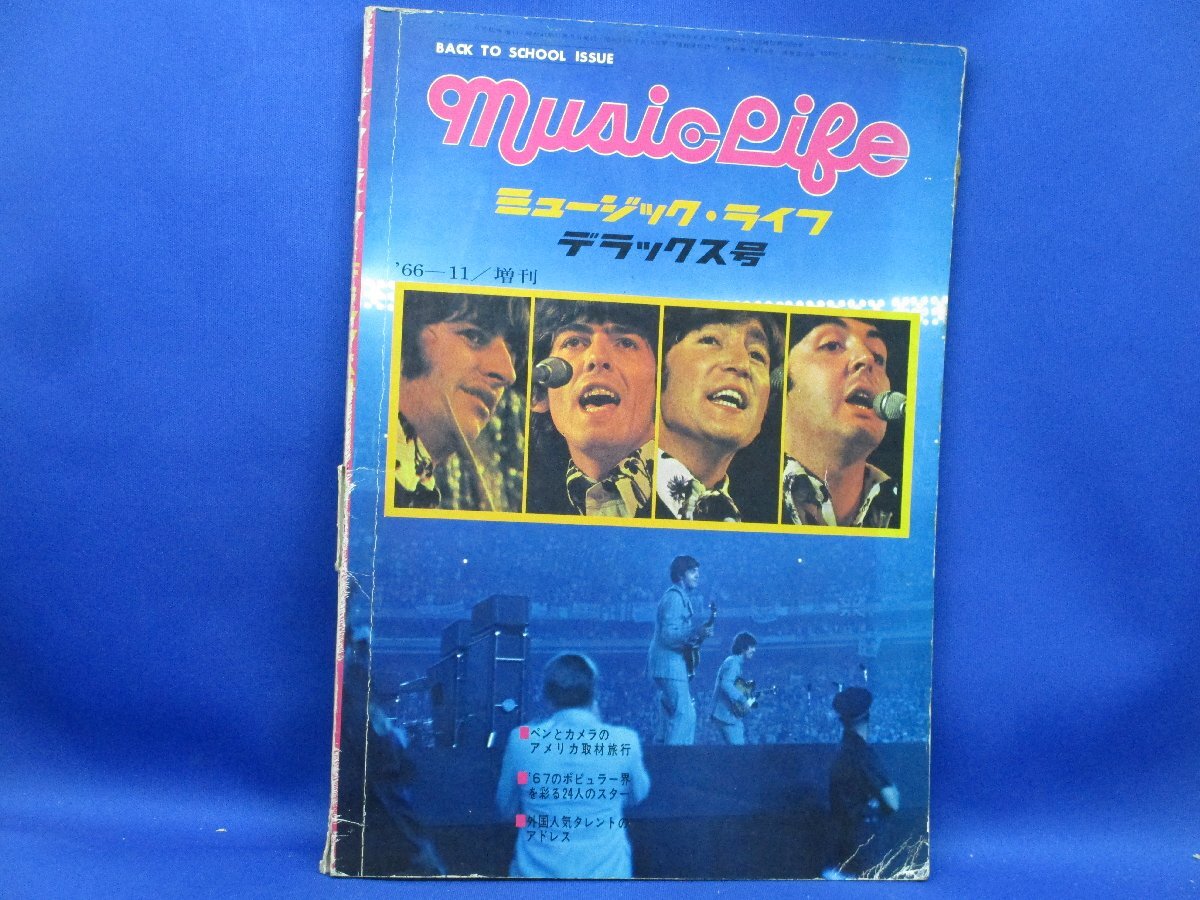 BACK TO SCHOOL ISSUE
musicLife
ミュージック・ライフ
デラックス号
'66—11／増刊
■ペンとカメラの
アメリカ取材旅行
■'67のポピュラー界
を彩る24人のスター
■外国人気タレントの
アドレス